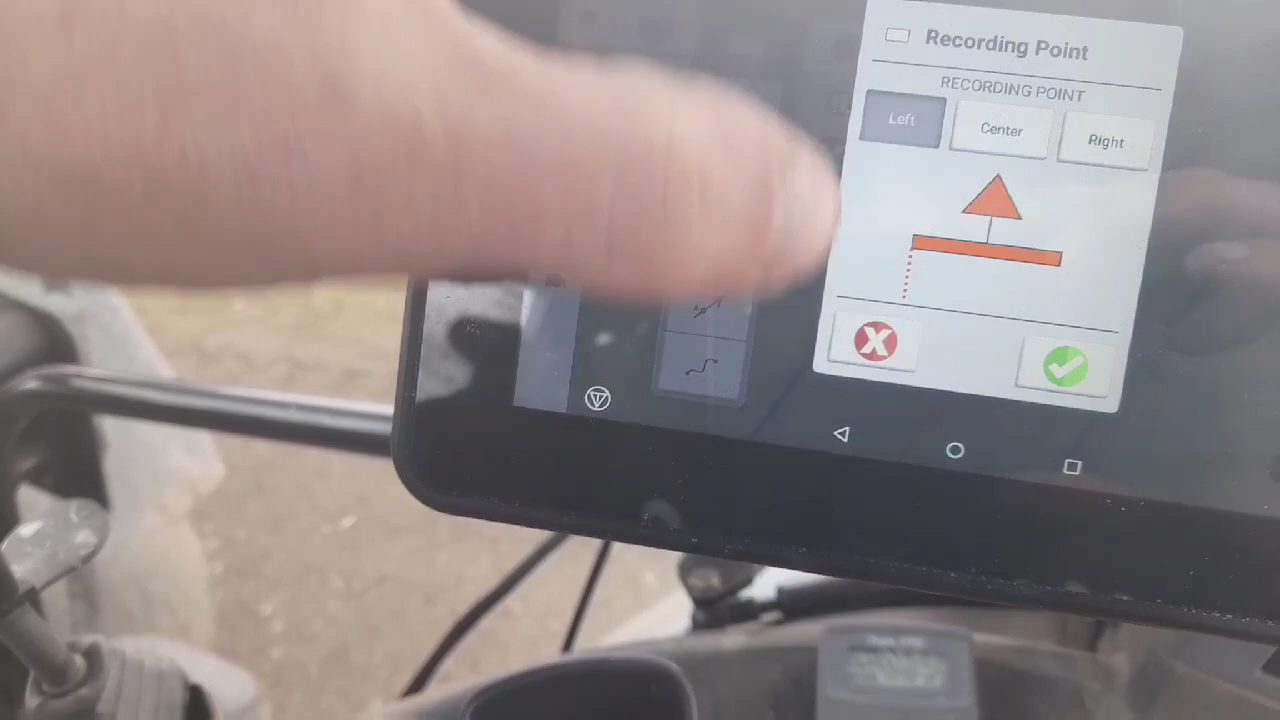 Recording Point
RECORDING POINT
Left
Center
Right
X